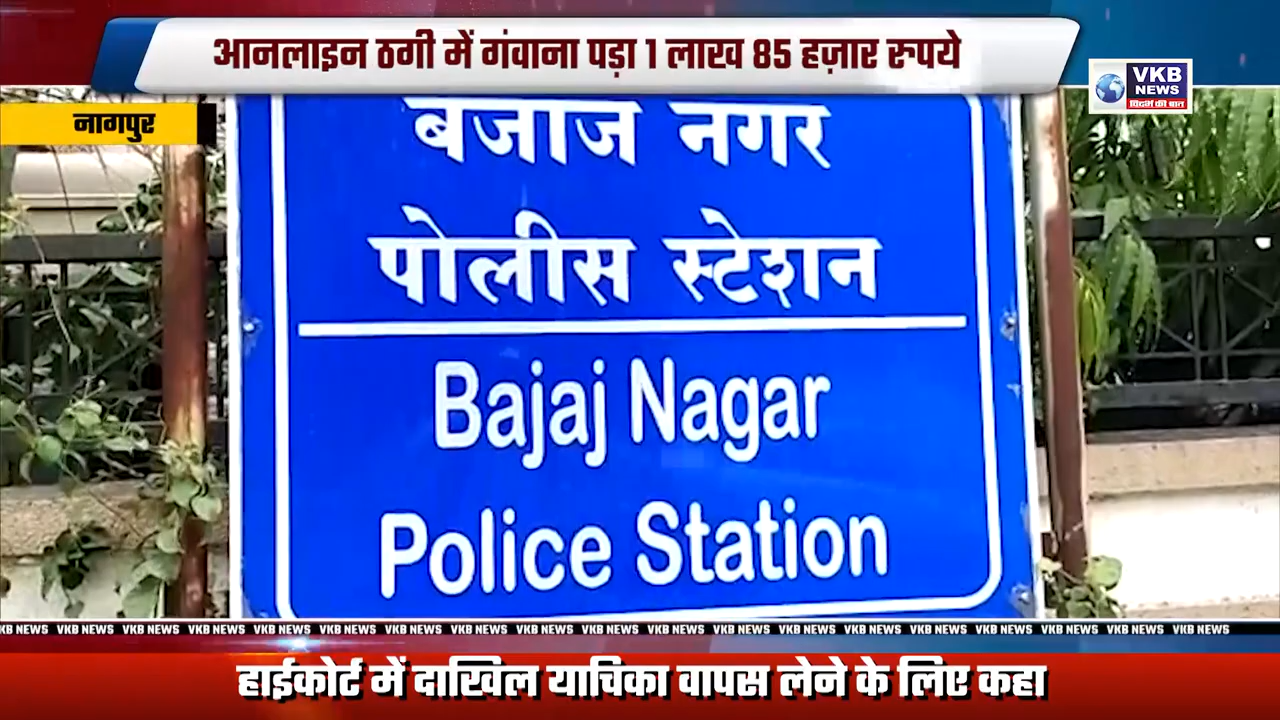 आनलाइन ठगी में गंवाना पड़ा 1 लाख 85 हज़ार रुपये
VKB
NEWS
विदर्भ की बात
नागपुर
बजाज नगर
पोलीस स्टेशन
Bajaj Nagar
Police Station
KB NEWS VKB NEWS VKB NEWS VKB NEWS VKB NEWS VKB NEWS VKB NEWS VKB NEWS VKB NEWS VKB NEWS VKB NEWS VKB NEWS VKB NEWS VKB NEWS VKB NEWS VKB NEWS VKB NEWS VKB NEWS VKB NEWS
हाईकोर्ट में दाखिल याचिका वापस लेने के लिए कहा